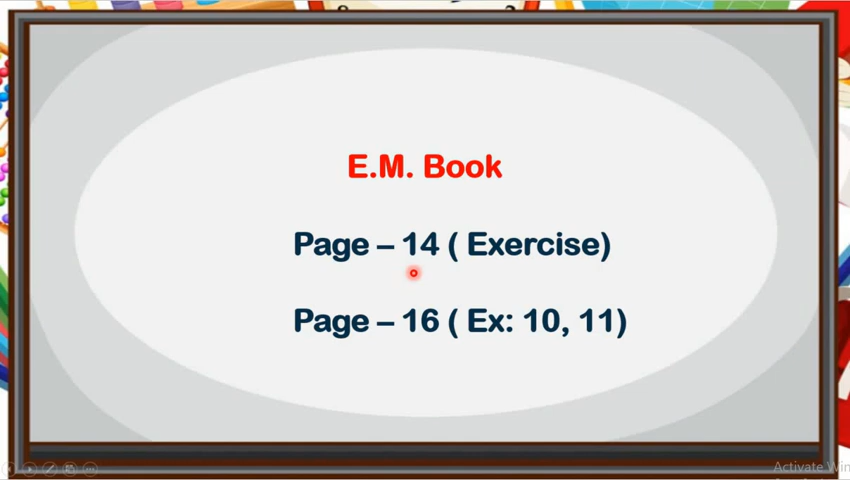 E.M. Book
Page – 14 ( Exercise)
Page – 16 ( Ex: 10, 11)
Activate Win